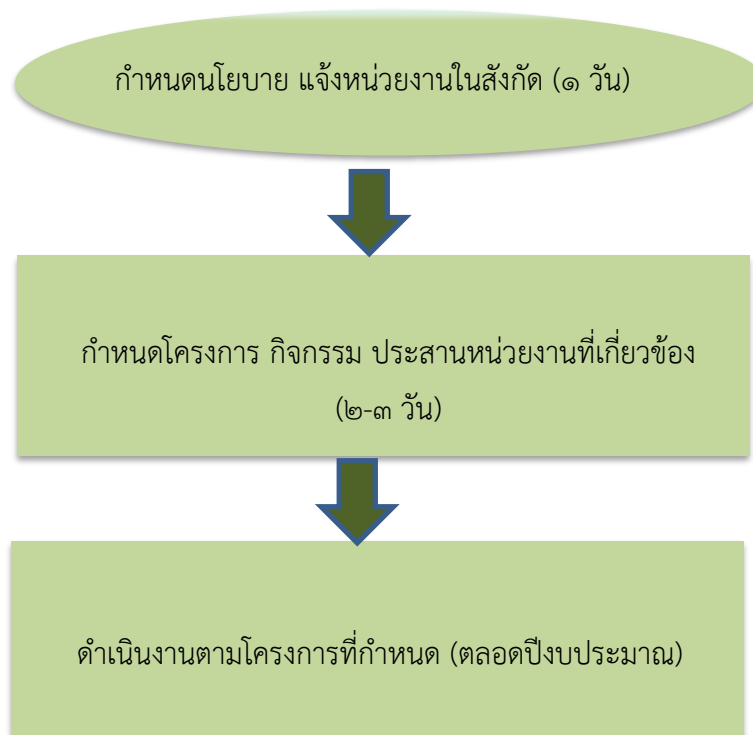 กำหนดนโยบาย แจ้งหน่วยงานในสังกัด (๑ วัน)
กำหนดโครงการ กิจกรรม ประสานหน่วยงานที่เกี่ยวข้อง
(๒-๓ วัน)
ดำเนินงานตามโครงการที่กำหนด (ตลอดปีงบประมาณ)